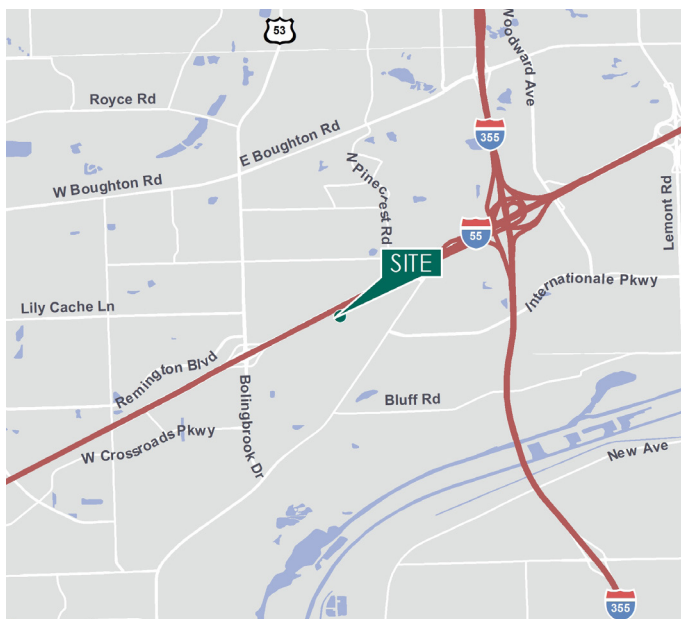 53
Woodward Ave
Royce Rd
355
E Boughton Rd
N Pinecrest Rd
W Boughton Rd
Lemont Rd
55
SITE
Internationale Pkwy
Lily Cache Ln
Remington Blvd
Bolingbrook Dr
Bluff Rd
W Crossroads Pkwy
New Ave
355